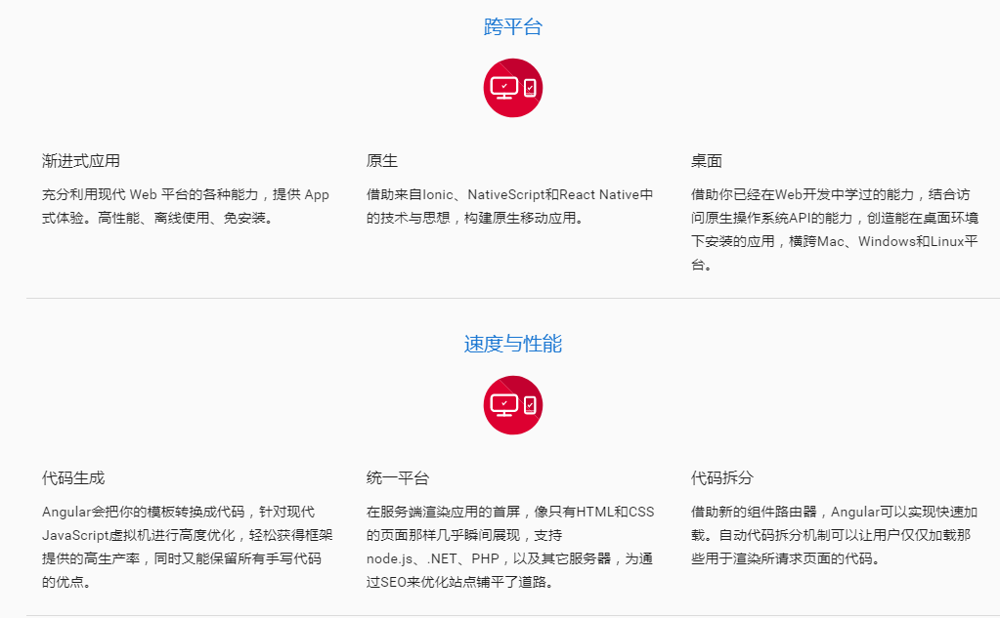 跨平台
渐进式应用
充分利用现代 Web 平台的各种能力，提供 App
式体验。高性能、离线使用、免安装。
原生
借助来自Ionic、NativeScript和React Native中
的技术与思想，构建原生移动应用。
桌面
借助你已经在Web开发中学过的能力，结合访
问原生操作系统API的能力，创造能在桌面环境
下安装的应用，横跨Mac、Windows和Linux平
台。
速度与性能
代码生成
Angular会把你的模板转换成代码，针对现代
JavaScript虚拟机进行高度优化，轻松获得框架
提供的高生产率，同时又能保留所有手写代码
的优点。
统一平台
在服务端渲染应用的首屏，像只有HTML和CSS
的页面那样几乎瞬间展现，支持
node.js、.NET、PHP，以及其它服务器，为通
过SEO来优化站点铺平了道路。
代码拆分
借助新的组件路由器，Angular可以实现快速加
载。自动代码拆分机制可以让用户仅仅加载那
些用于渲染所请求页面的代码。